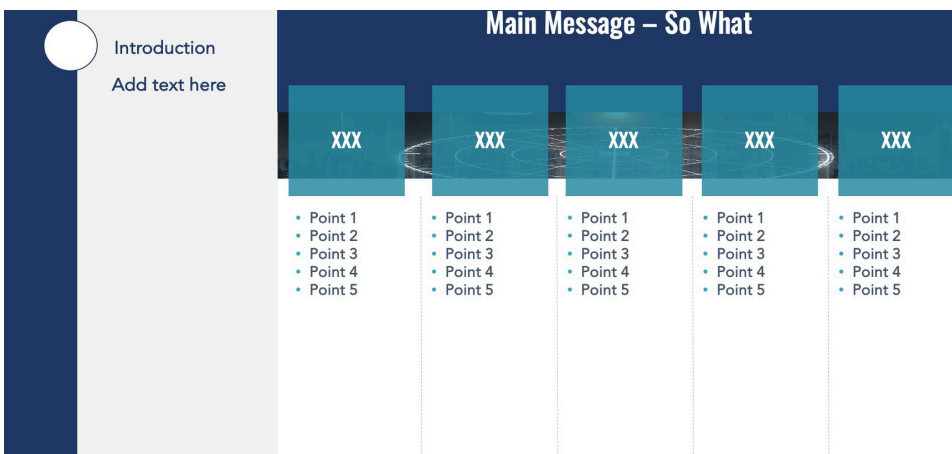 Main Message – So What
Introduction
Add text here
XXX
XXX
XXX
XXX
XXX
• Point 1
• Point 2
• Point 3
• Point 4
• Point 5
• Point 1
• Point 2
• Point 3
• Point 4
• Point 5
• Point 1
• Point 2
• Point 3
• Point 4
• Point 5
• Point 1
• Point 2
• Point 3
• Point 4
• Point 5
• Point 1
• Point 2
• Point 3
• Point 4
• Point 5